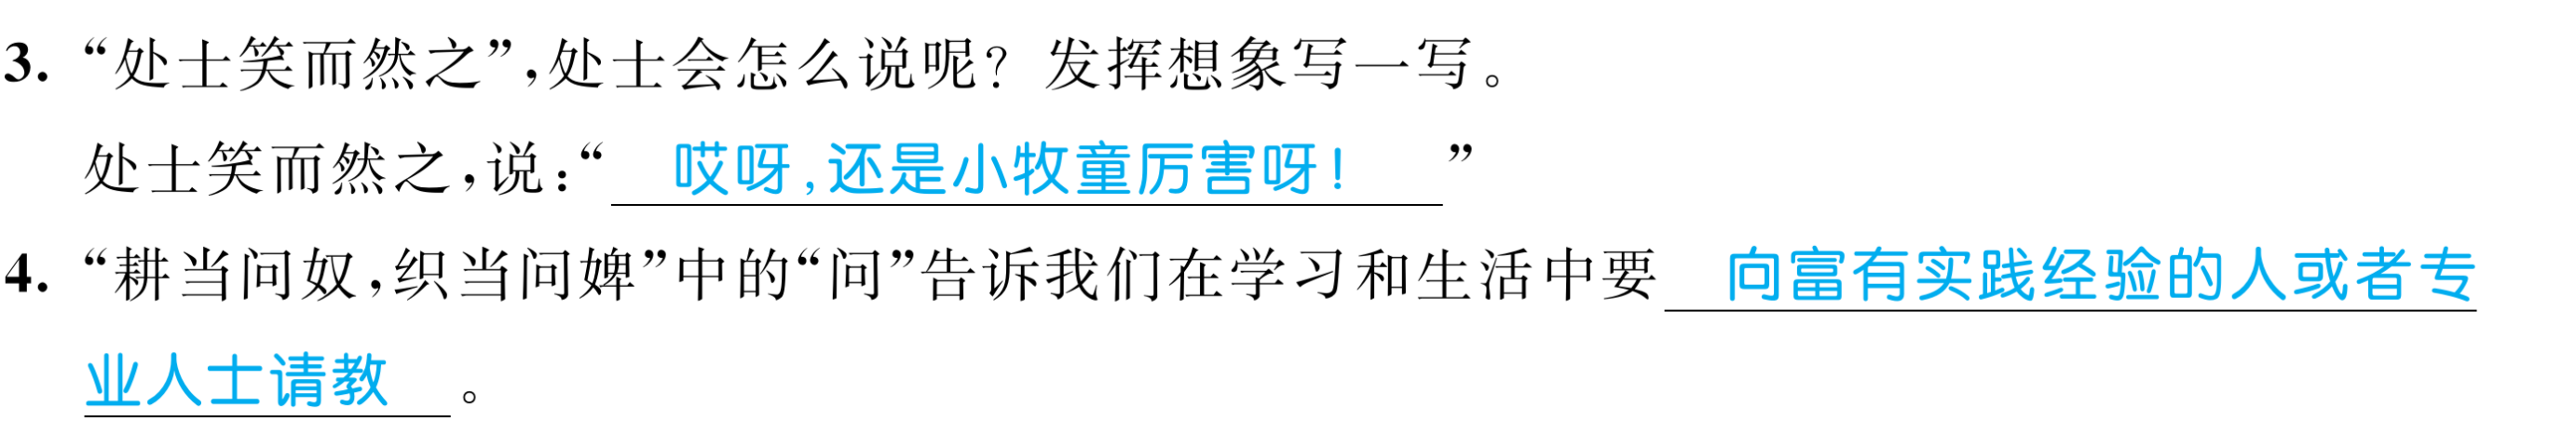 3. “处士笑而然之”,处士会怎么说呢? 发挥想象写一写。
处士笑而然之,说:“ 哎呀,还是小牧童厉害呀! ”
4. “耕当问奴,织当问婢”中的“问”告诉我们在学习和生活中要 向富有实践经验的人或者专
业人士请教 。